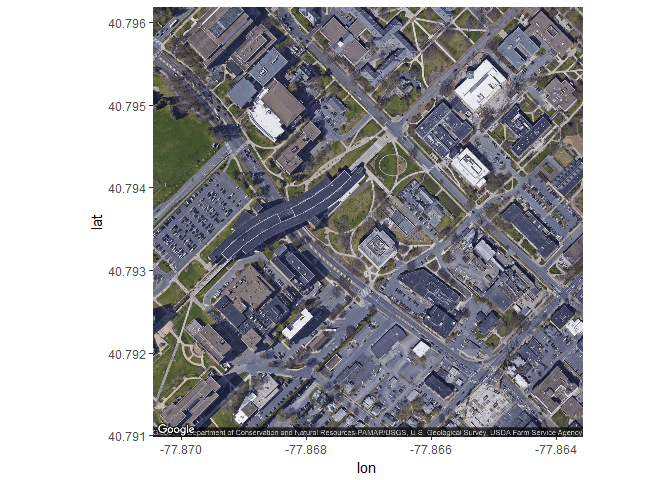 40.796
40.795
40.794
40.793
40.792
40.791
lat
Google
epartment of Conservation and Natural Resources-PAMAP/USGS, U.S. Geological Survey, USDA Farm Service Agency
-77.870 -77.868 -77.866 -77.864
lon